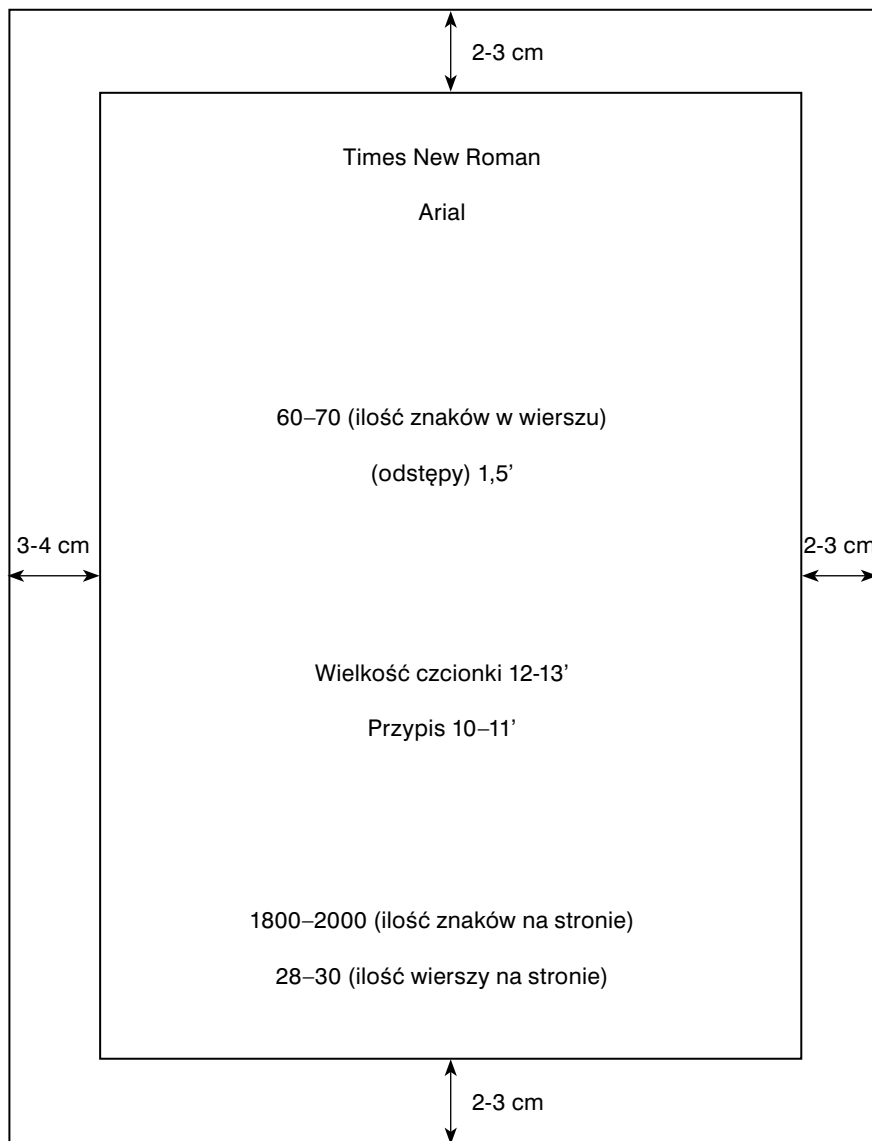 2-3 cm
Times New Roman
Arial
60–70 (ilość znaków w wierszu)
(odstępy) 1,5’
3-4 cm
2-3 cm
Wielkość czcionki 12-13’
Przypis 10–11’
1800–2000 (ilość znaków na stronie)
28–30 (ilość wierszy na stronie)
2-3 cm